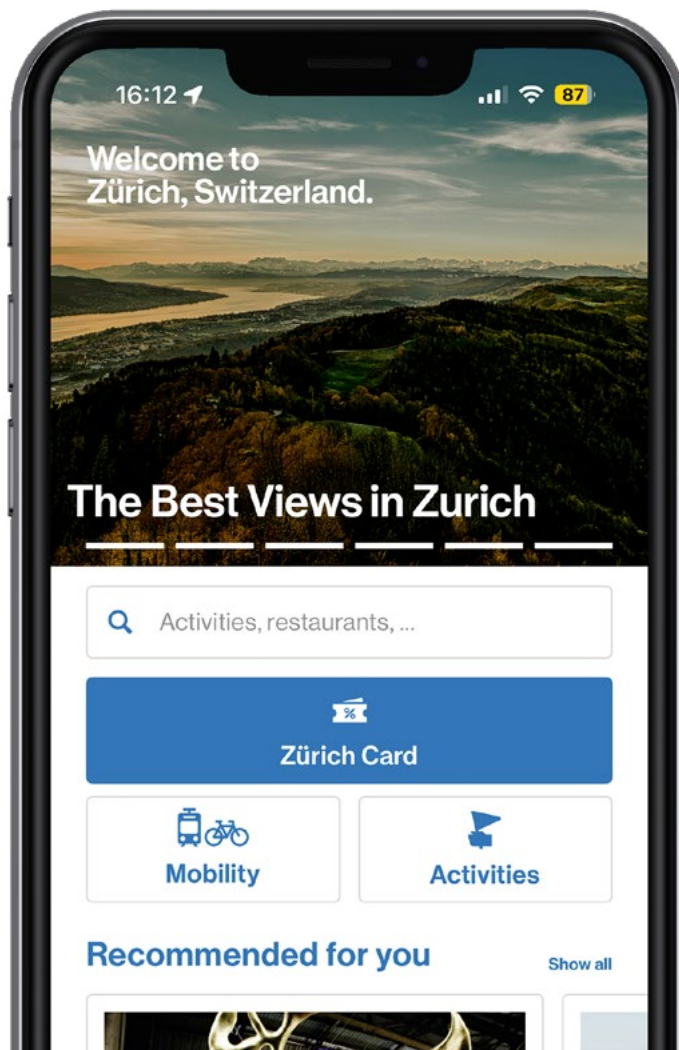 16:12
87
Welcome to
Zürich, Switzerland.
The Best Views in Zurich
Activities, restaurants, ...
%
Zürich Card
Mobility
Activities
Recommended for you
Show all